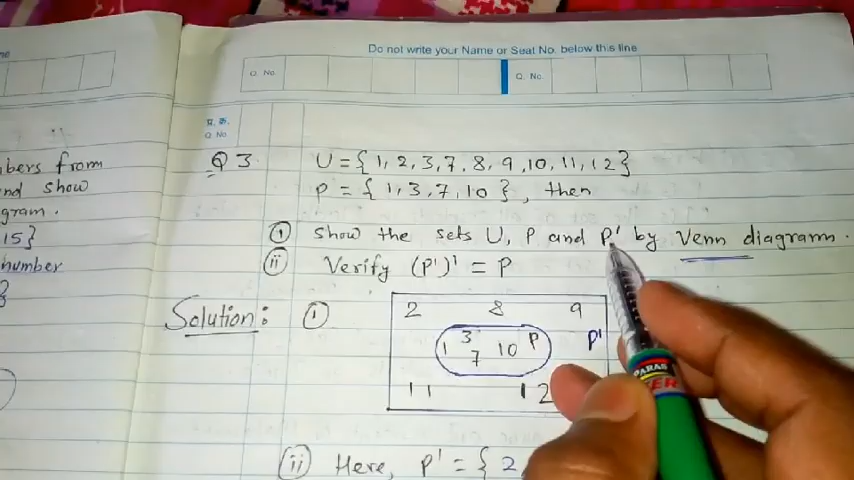 Do not write your Name or Seat No. below this line
Q. No.
Q. No.
प्र. क्र.
Q. No
bers from
nd show
gram.
15}
number
}
Q 3. U = { 1, 2, 3, 7, 8, 9, 10, 11, 12 }
P = { 1, 3, 7, 10 } , then
(i) Show the sets U, P and P' by Venn diagram.
(ii) Verify (P')' = P
Solution : (i)
2 8 9
1 3 7 10 P P'
11 12
(ii) Here, P' = { 2
PARAS